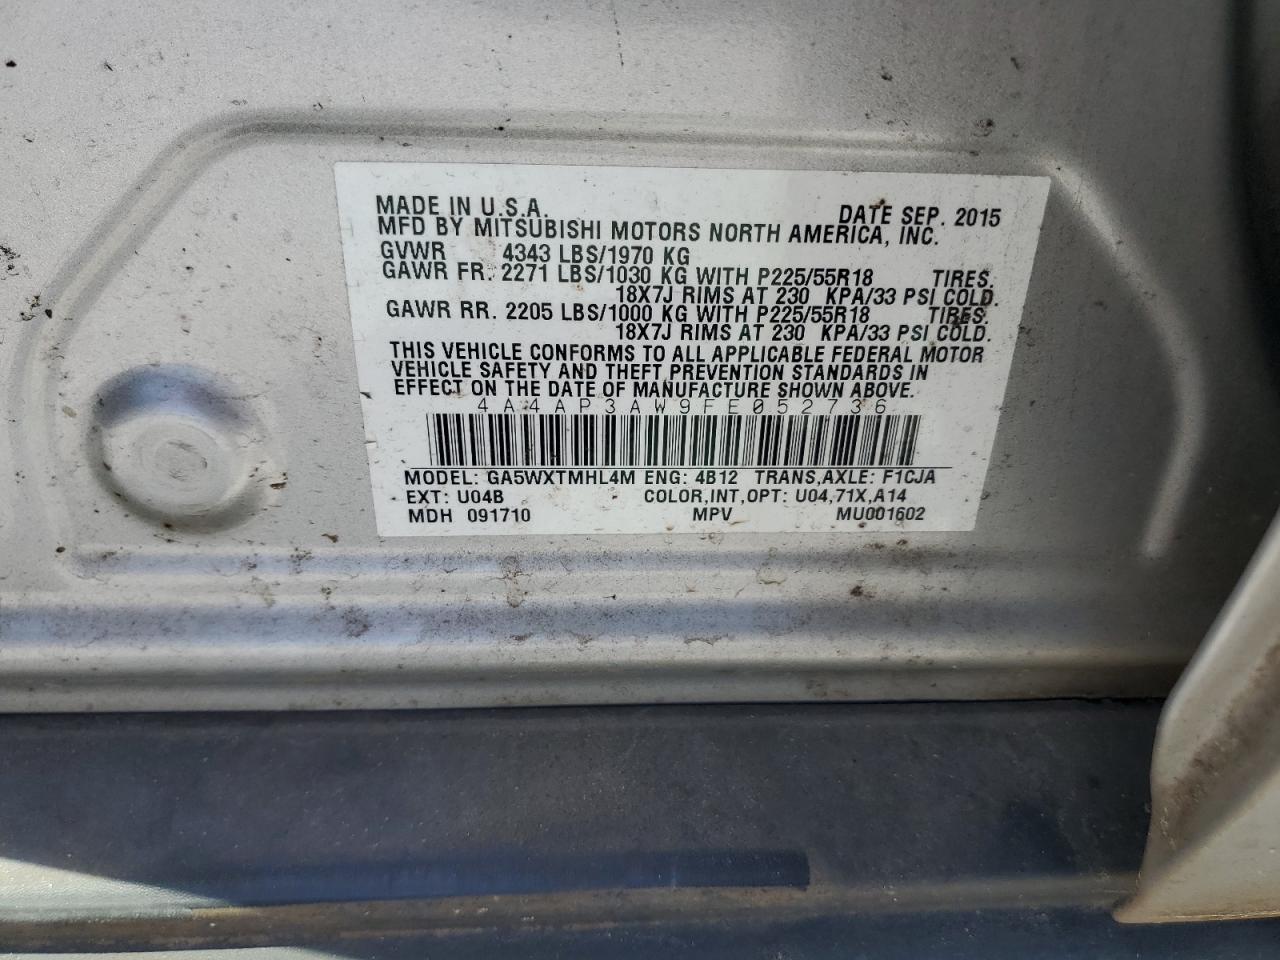 MADE IN U.S.A. DATE SEP. 2015
MFD BY MITSUBISHI MOTORS NORTH AMERICA, INC.
GVWR 4343 LBS/1970 KG
GAWR FR. 2271 LBS/1030 KG WITH P225/55R18 TIRES.
18X7J RIMS AT 230 KPA/33 PSI COLD.
GAWR RR. 2205 LBS/1000 KG WITH P225/55R18 TIRES.
18X7J RIMS AT 230 KPA/33 PSI COLD.
THIS VEHICLE CONFORMS TO ALL APPLICABLE FEDERAL MOTOR
VEHICLE SAFETY AND THEFT PREVENTION STANDARDS IN
EFFECT ON THE DATE OF MANUFACTURE SHOWN ABOVE.
4A4AP3AW9FE052736
MODEL: GA5WXTMHL4M ENG: 4B12 TRANS,AXLE: F1CJA
EXT: U04B COLOR,INT,OPT: U04,71X,A14
MDH 091710 MPV MU001602